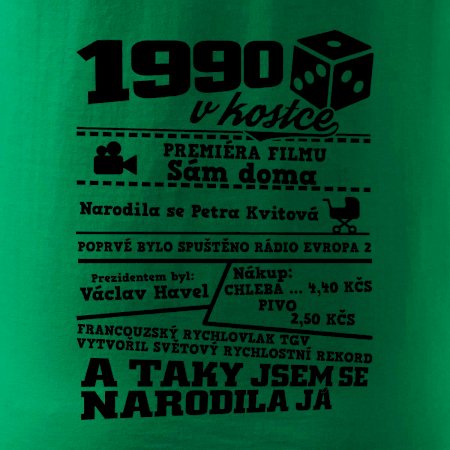 1990
v kostce
PREMIÉRA FILMU
Sám doma
Narodila se Petra Kvitová
POPRVÉ BYLO SPUŠTĚNO RÁDIO EVROPA 2
Prezidentem byl:
Václav Havel
Nákup:
CHLEBA ... 4,40 KČS
PIVO
2,50 KČS
FRANCOUZSKÝ RYCHLOVLAK TGV
VYTVOŘIL SVĚTOVÝ RYCHLOSTNÍ REKORD
A TAKY JSEM SE
NARODILA JÁ